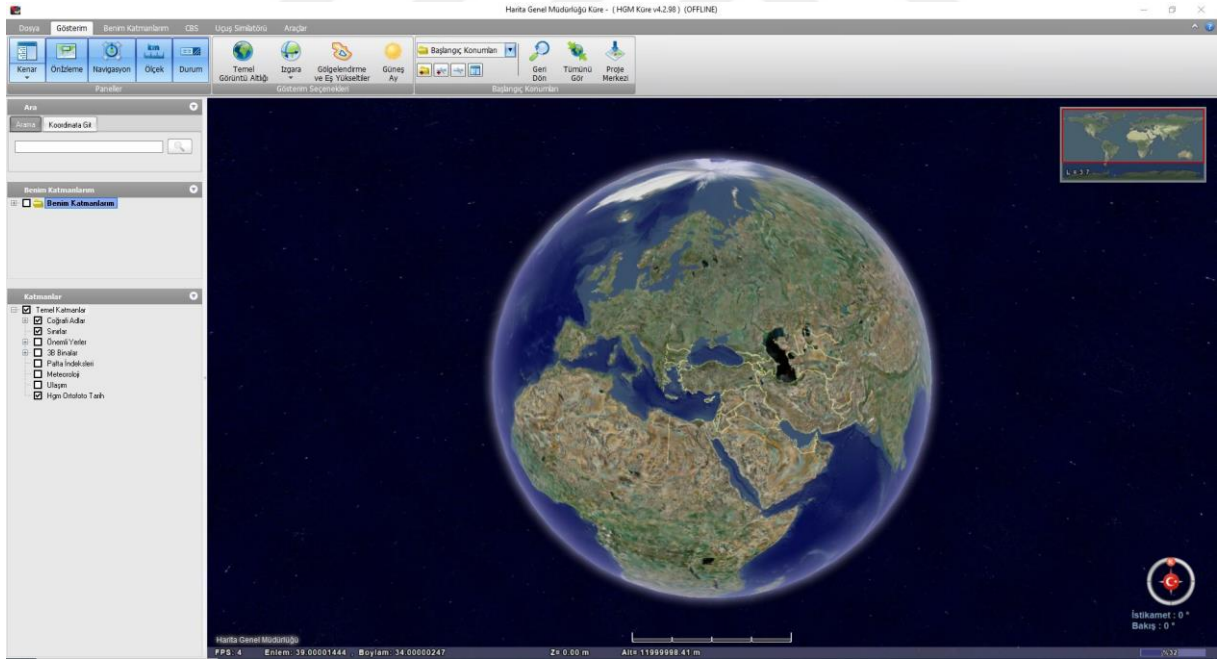 Harita Genel Müdürlüğü Küre - ( HGM Küre v4.2.98 ) (OFFLINE)
Dosya Gösterim Benim Katmanlarım CBS Uçuş Simülatörü Araçlar
Kenar Önİzleme Navigasyon Ölçek Durum
km
Paneller
Temel Görüntü Altlığı
Izgara
Gölgelendirme ve Eş Yükseltiler
Güneş Ay
Gösterim Seçenekleri
Başlangıç Konumları
Geri Dön
Tümünü Gör
Proje Merkezi
Başlangıç Konumları
Ara
Arama Koordinata Git
Benim Katmanlarım
Benim Katmanlarım
Katmanlar
Temel Katmanlar
Coğrafi Adlar
Sınırlar
Önemli Yerler
3B Binalar
Pafta İndeksleri
Meteoroloji
Ulaşım
Hgm Ortofoto Tarih
İstikamet : 0 °
Bakış : 0 °
Harita Genel Müdürlüğü
FPS: 4 Enlem: 39.00001444 , Boylam: 34.00000247 Z= 0.00 m Alt= 11999998.41 m %32